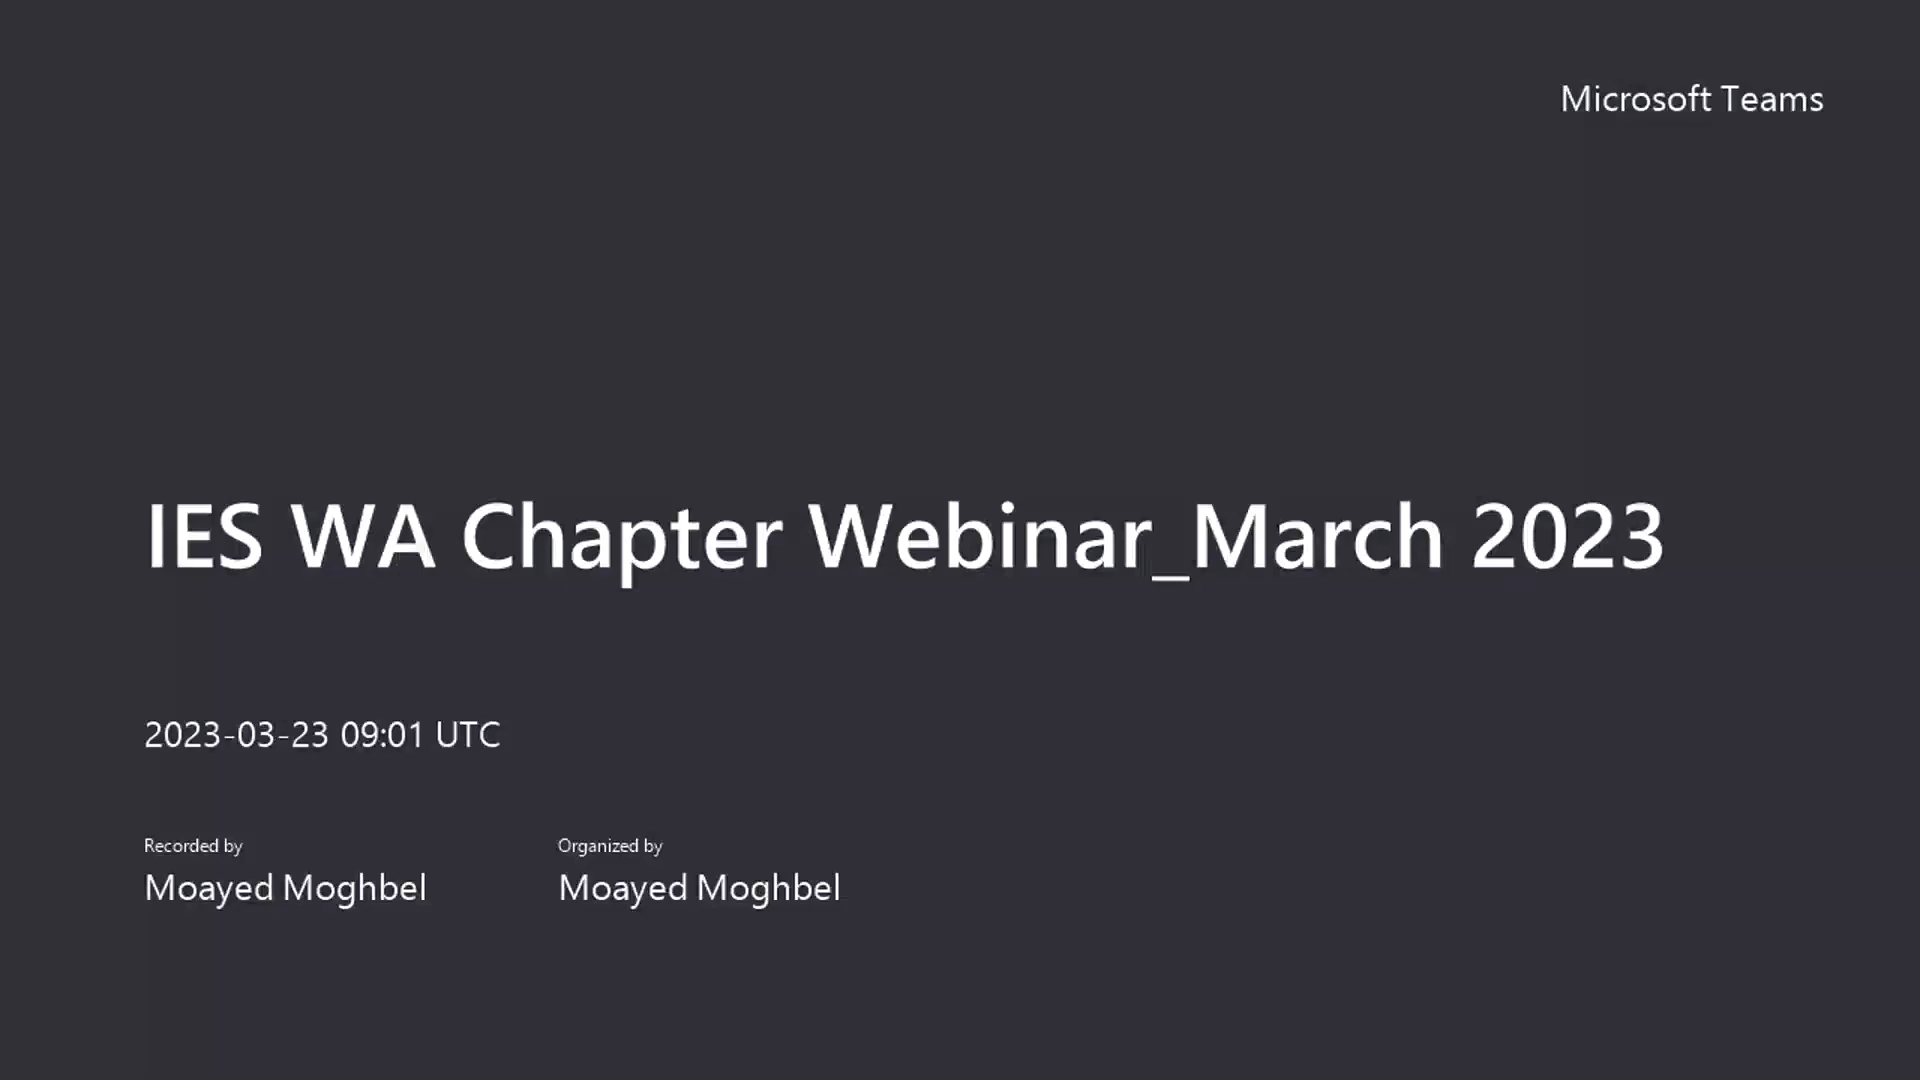 Microsoft Teams
IES WA Chapter Webinar_March 2023
2023-03-23 09:01 UTC
Recorded by
Moayed Moghbel
Organized by
Moayed Moghbel